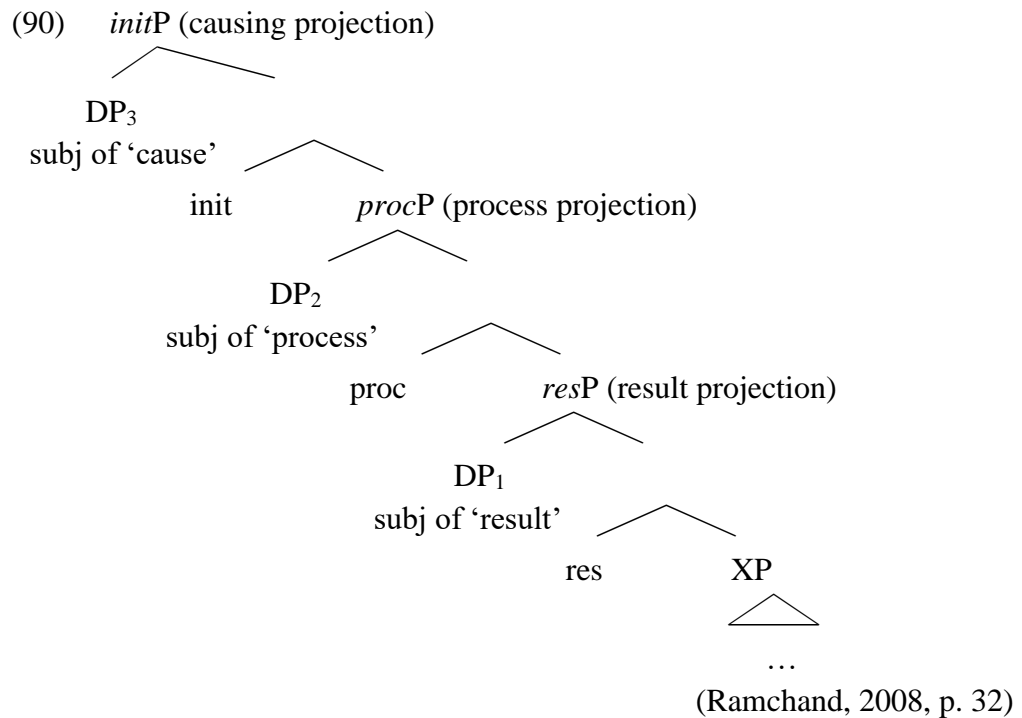 (90) initP (causing projection)
DP₃
subj of ‘cause’
init procP (process projection)
DP₂
subj of ‘process’
proc resP (result projection)
DP₁
subj of ‘result’
res XP
…
(Ramchand, 2008, p. 32)